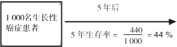 1 000名生长性
癌症患者
5 年后
5 年生存率 = 440/1 000 = 44 %